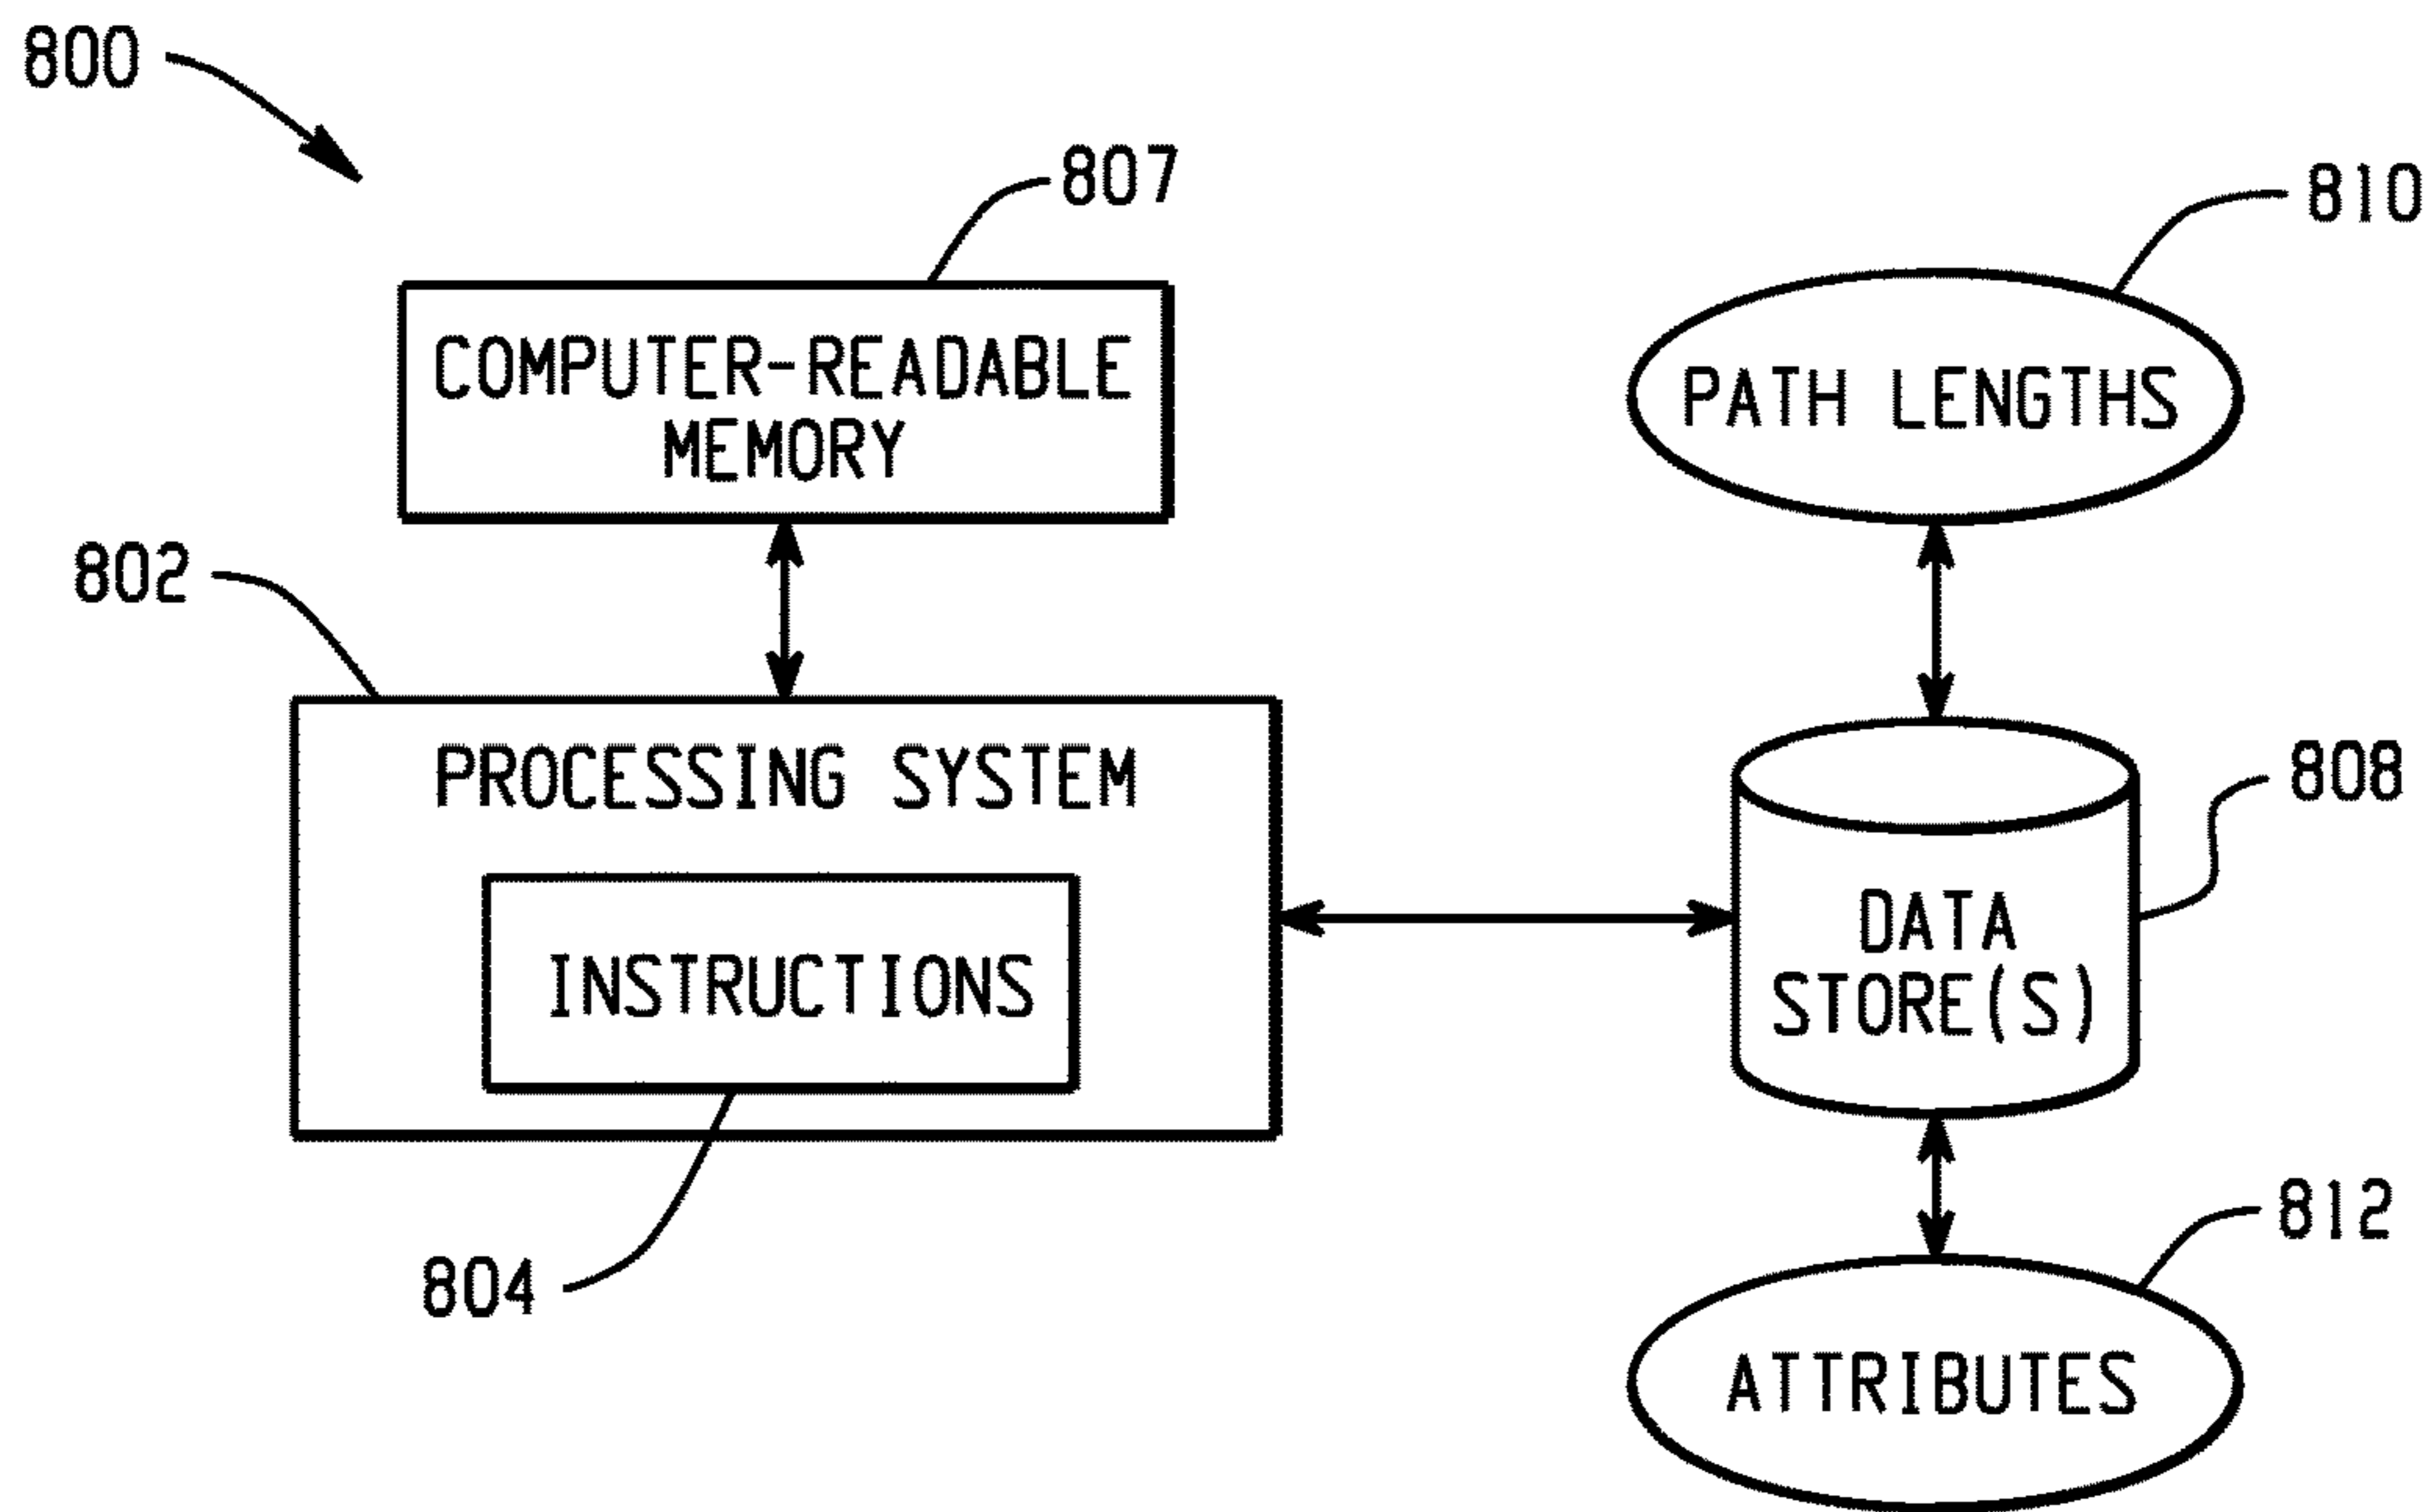 800
807
810
COMPUTER-READABLE
MEMORY
PATH LENGTHS
802
PROCESSING SYSTEM
808
DATA
STORE(S)
INSTRUCTIONS
804
812
ATTRIBUTES